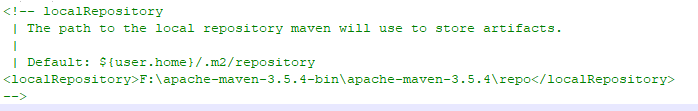 <!-- localRepository
| The path to the local repository maven will use to store artifacts.
|
| Default: ${user.home}/.m2/repository
<localRepository>F:\apache-maven-3.5.4-bin\apache-maven-3.5.4\repo</localRepository>
-->